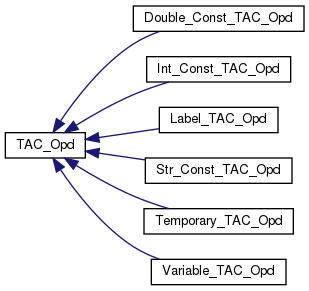 Double_Const_TAC_Opd
Int_Const_TAC_Opd
Label_TAC_Opd
TAC_Opd
Str_Const_TAC_Opd
Temporary_TAC_Opd
Variable_TAC_Opd